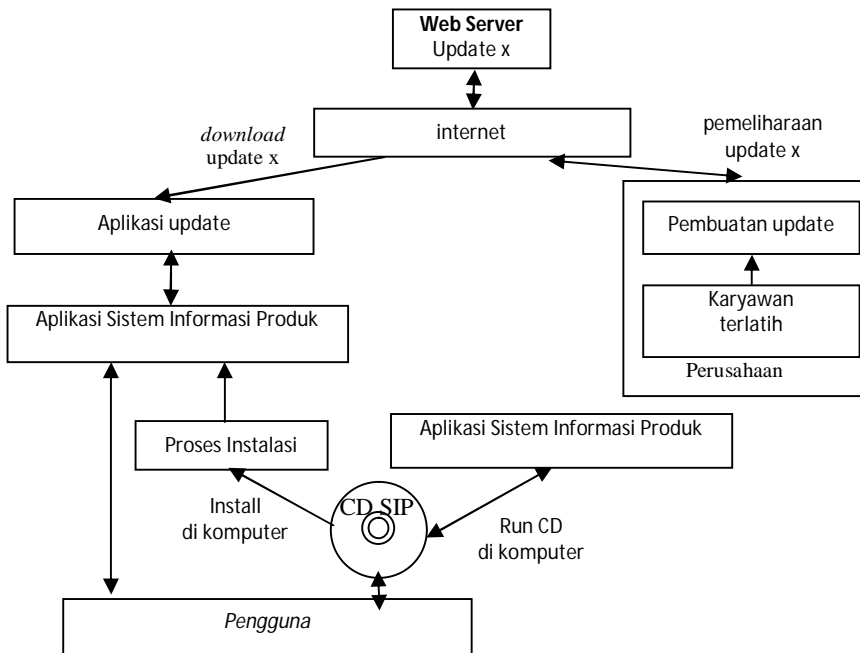 Web Server
Update x
internet
download
update x
pemeliharaan
update x
Aplikasi update
Pembuatan update
Karyawan
terlatih
Perusahaan
Aplikasi Sistem Informasi Produk
Proses Instalasi
Aplikasi Sistem Informasi Produk
CD SIP
Install
di komputer
Run CD
di komputer
Pengguna